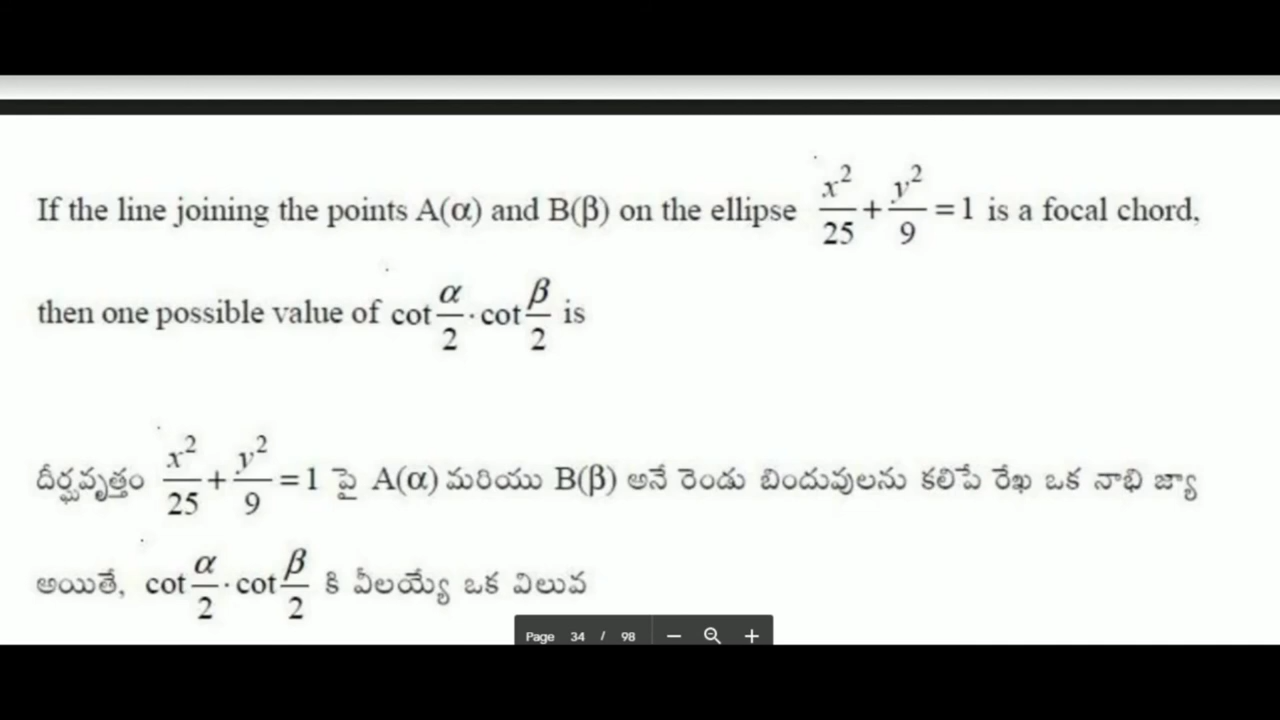 If the line joining the points A(α) and B(β) on the ellipse x²/25 + y²/9 = 1 is a focal chord,
then one possible value of cot α/2 · cot β/2 is
దీర్ఘవృత్తం x²/25 + y²/9 = 1 పై A(α) మరియు B(β) అనే రెండు బిందువులను కలిపే రేఖ ఒక నాభి జ్యా
అయితే, cot α/2 · cot β/2 కి వీలయ్యే ఒక విలువ
Page 34 / 98 − +